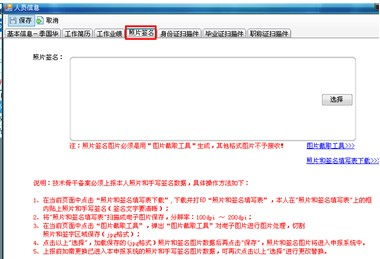 人员信息
保存 取消
基本信息-李国华 工作简历 工作业绩 照片签名 身份证扫描件 毕业证扫描件 职称证扫描件
照片签名：
选择
注：照片签名图片必须是用“图片截取工具”生成，其他格式图片不予接收！ 图片截取工具>>>
照片和签名填写表下载>>>
说明：技术骨干备案必须上报本人照片和手写签名数据，具体操作方法如下：
1、在当前页面中点击“照片和签名填写表下载”，下载并打印“照片和签名填写表”，本人在“照片和签名填写表”上的框
内贴上照片和手写签名（签名文字要清晰）；
2、将“照片和签名填写表”扫描成电子图片保存，分辨率：100dpi ～ 200dpi；
3、在当前页面中点击“图片截取工具”，弹出“图片截取工具”对电子图片进行图片处理，切割
照片和签字区域保存（jpg格式）；
4、点击以上“选择”，加载保存的(jpg格式)照片和签名图片数据后再点击“保存”，照片和签名图片将进入申报系统中。
5、上报前如需更换已进入本申报系统的照片和手写签名图片数据，可再次点击以上“选择”进行更改替换。